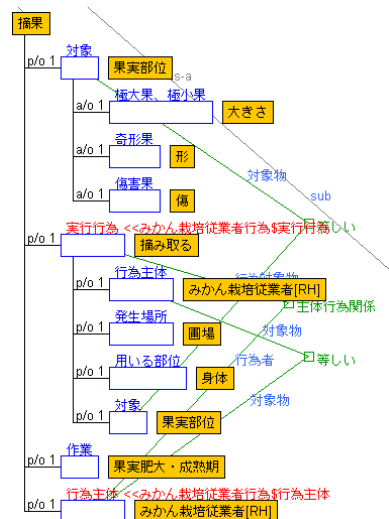 摘果
対象
p/o 1
果実部位
s-a
極大果、極小果
a/o 1
大きさ
奇形果
a/o 1
形
対象物
傷害果
a/o 1
傷
sub
実行行為 <<みかん栽培従業者行為$実行行為
等しい
p/o 1
摘み取る
行為主体
行為対象物
p/o 1
みかん栽培従業者[RH]
主体行為関係
発生場所
p/o 1
圃場
対象物
用いる部位
行為者
等しい
p/o 1
身体
対象
対象物
p/o 1
果実部位
作業
p/o 1
果実肥大・成熟期
行為主体 <<みかん栽培従業者行為$行為主体
p/o 1
みかん栽培従業者[RH]